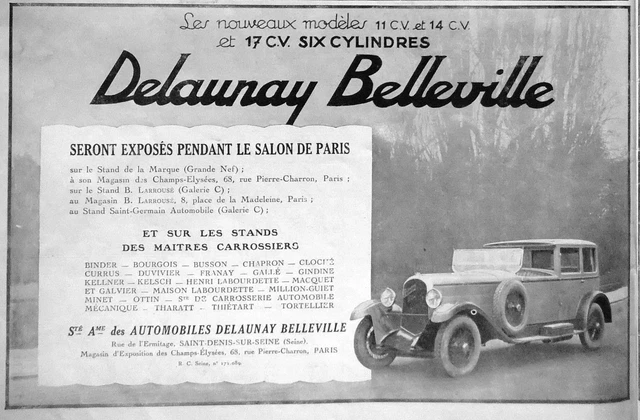 Les nouveaux modèles 11 C.V. et 14 C.V.
et 17 C.V. SIX CYLINDRES
Delaunay Belleville
SERONT EXPOSÉS PENDANT LE SALON DE PARIS
sur le Stand de la Marque (Grande Nef) ;
à son Magasin des Champs-Elysées, 68, rue Pierre-Charron, Paris ;
sur le Stand B. LABROUSE (Galerie C) ;
au Magasin B. LABROUSE, 8, place de la Madeleine, Paris ;
au Stand Saint-Germain Automobile (Galerie C) ;
ET SUR LES STANDS
DES MAITRES CARROSSIERS
BINDER — BOURGOIS — BUSSON — CHAPRON —
CURRUS — DUVIVIER — FRANAY — GALLÉ — GINDINE
KELLNER — KELSCH — HENRI LABOURDETTE — MACQUET
ET GALVIER — MAISON LABOURDETTE — MILLION-GUIET
MINET — OTTIN — STÉ DE CARROSSERIE AUTOMOBILE
MÉCANIQUE — THARATT — THIÉTART — TORTELLIER
STÉ AME des AUTOMOBILES DELAUNAY BELLEVILLE
Rue de l'Ermitage, SAINT-DENIS-SUR-SEINE (Seine).
Magasin d'Exposition des Champs-Élysées, 68, rue Pierre-Charron, PARIS
R. C. Seine, n°